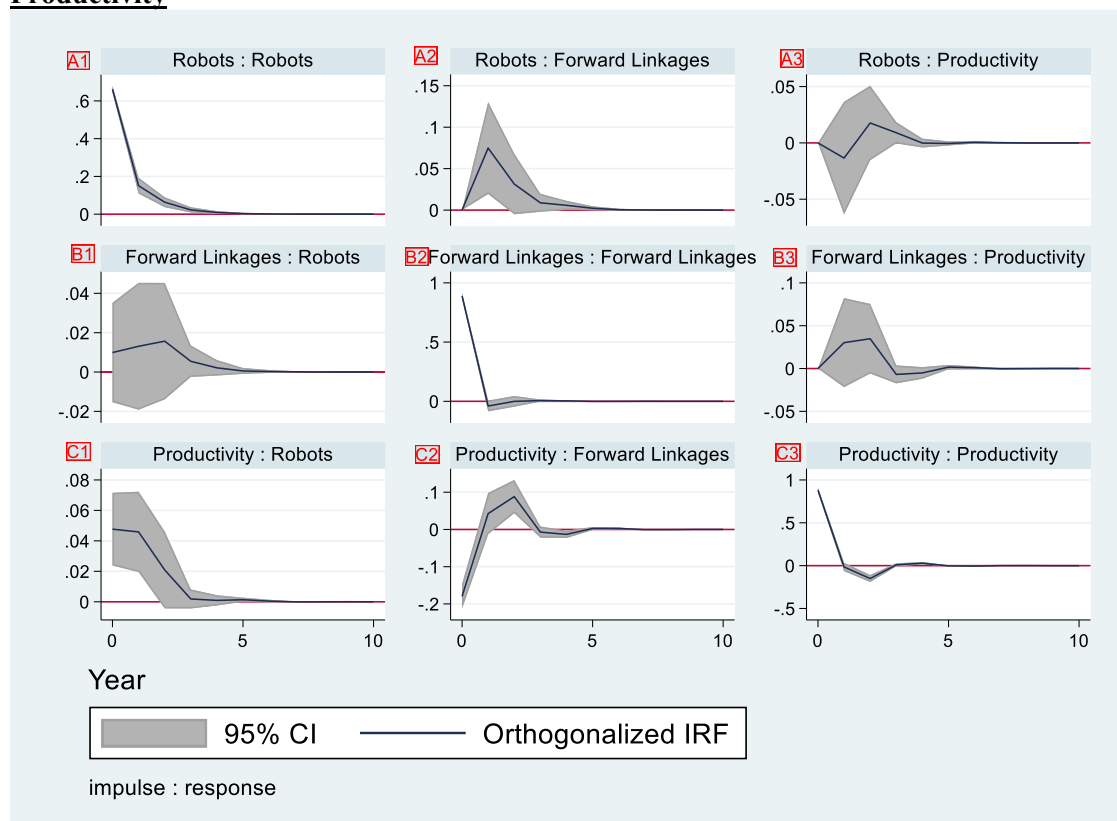 Productivity
A1 Robots : Robots
A2 Robots : Forward Linkages
A3 Robots : Productivity
.6
.4
.2
0
.15
.1
.05
0
.05
0
-.05
B1 Forward Linkages : Robots
B2 Forward Linkages : Forward Linkages
B3 Forward Linkages : Productivity
.04
.02
0
-.02
1
.5
0
.1
.05
0
-.05
C1 Productivity : Robots
C2 Productivity : Forward Linkages
C3 Productivity : Productivity
.08
.06
.04
.02
0
.1
0
-.1
-.2
1
.5
0
-.5
0 5 10
0 5 10
0 5 10
Year
95% CI Orthogonalized IRF
impulse : response